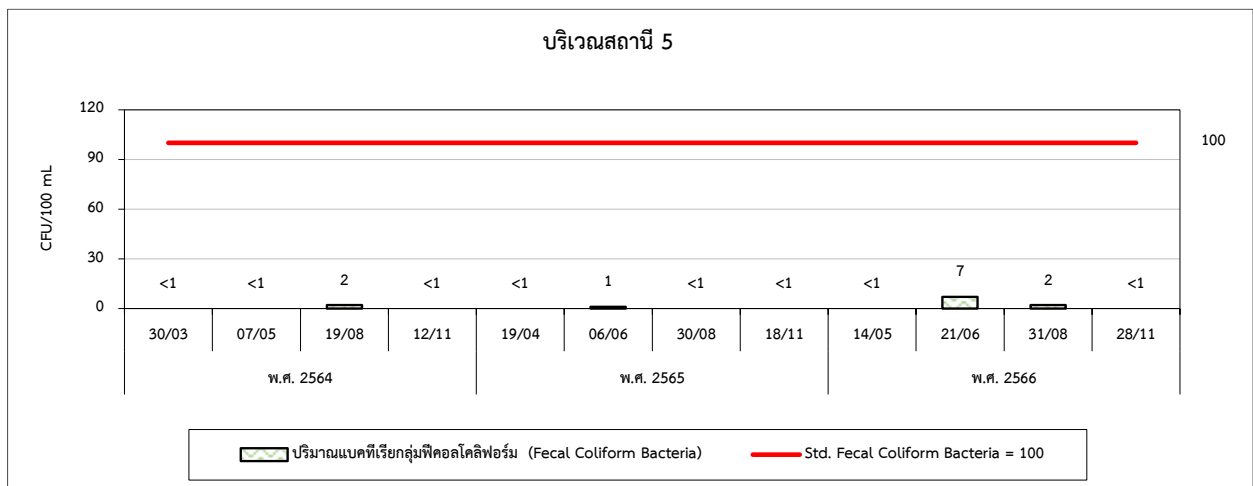 บริเวณสถานี 5
120
90
60
30
0
CFU/100 mL
100
<1 <1 2 <1 <1 1 <1 <1 <1 7 2 <1
30/03 07/05 19/08 12/11 19/04 06/06 30/08 18/11 14/05 21/06 31/08 28/11
พ.ศ. 2564 พ.ศ. 2565 พ.ศ. 2566
ปริมาณแบคทีเรียกลุ่มฟีคอลโคลิฟอร์ม (Fecal Coliform Bacteria) Std. Fecal Coliform Bacteria = 100